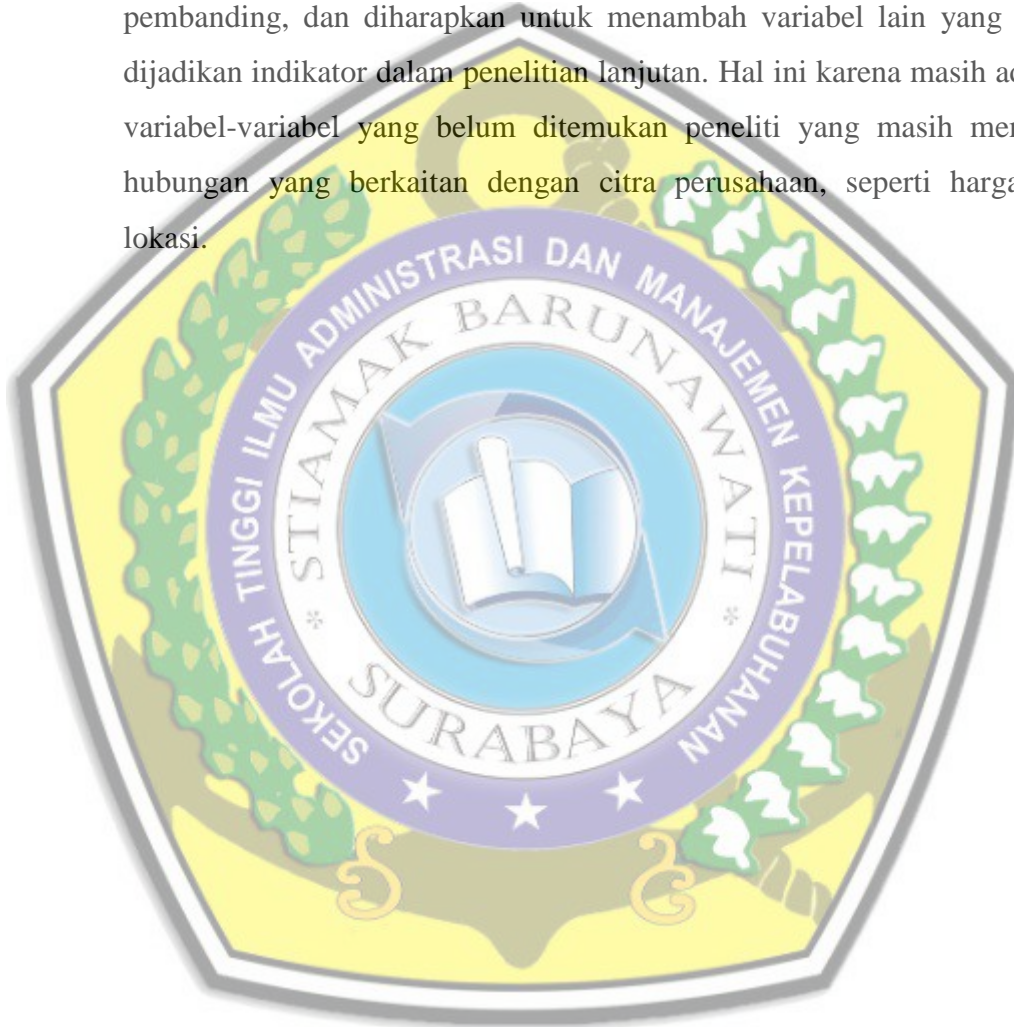 pembanding, dan diharapkan untuk menambah variabel lain yang
dijadikan indikator dalam penelitian lanjutan. Hal ini karena masih
variabel-variabel yang belum ditemukan peneliti yang masih
hubungan yang berkaitan dengan citra perusahaan, seperti harga
lokasi.
SEKOLAH TINGGI ILMU ADMINISTRASI DAN MANAJEMEN KEPELABUHANAN
STIAMAK BARUNAWATI
* SURABAYA *